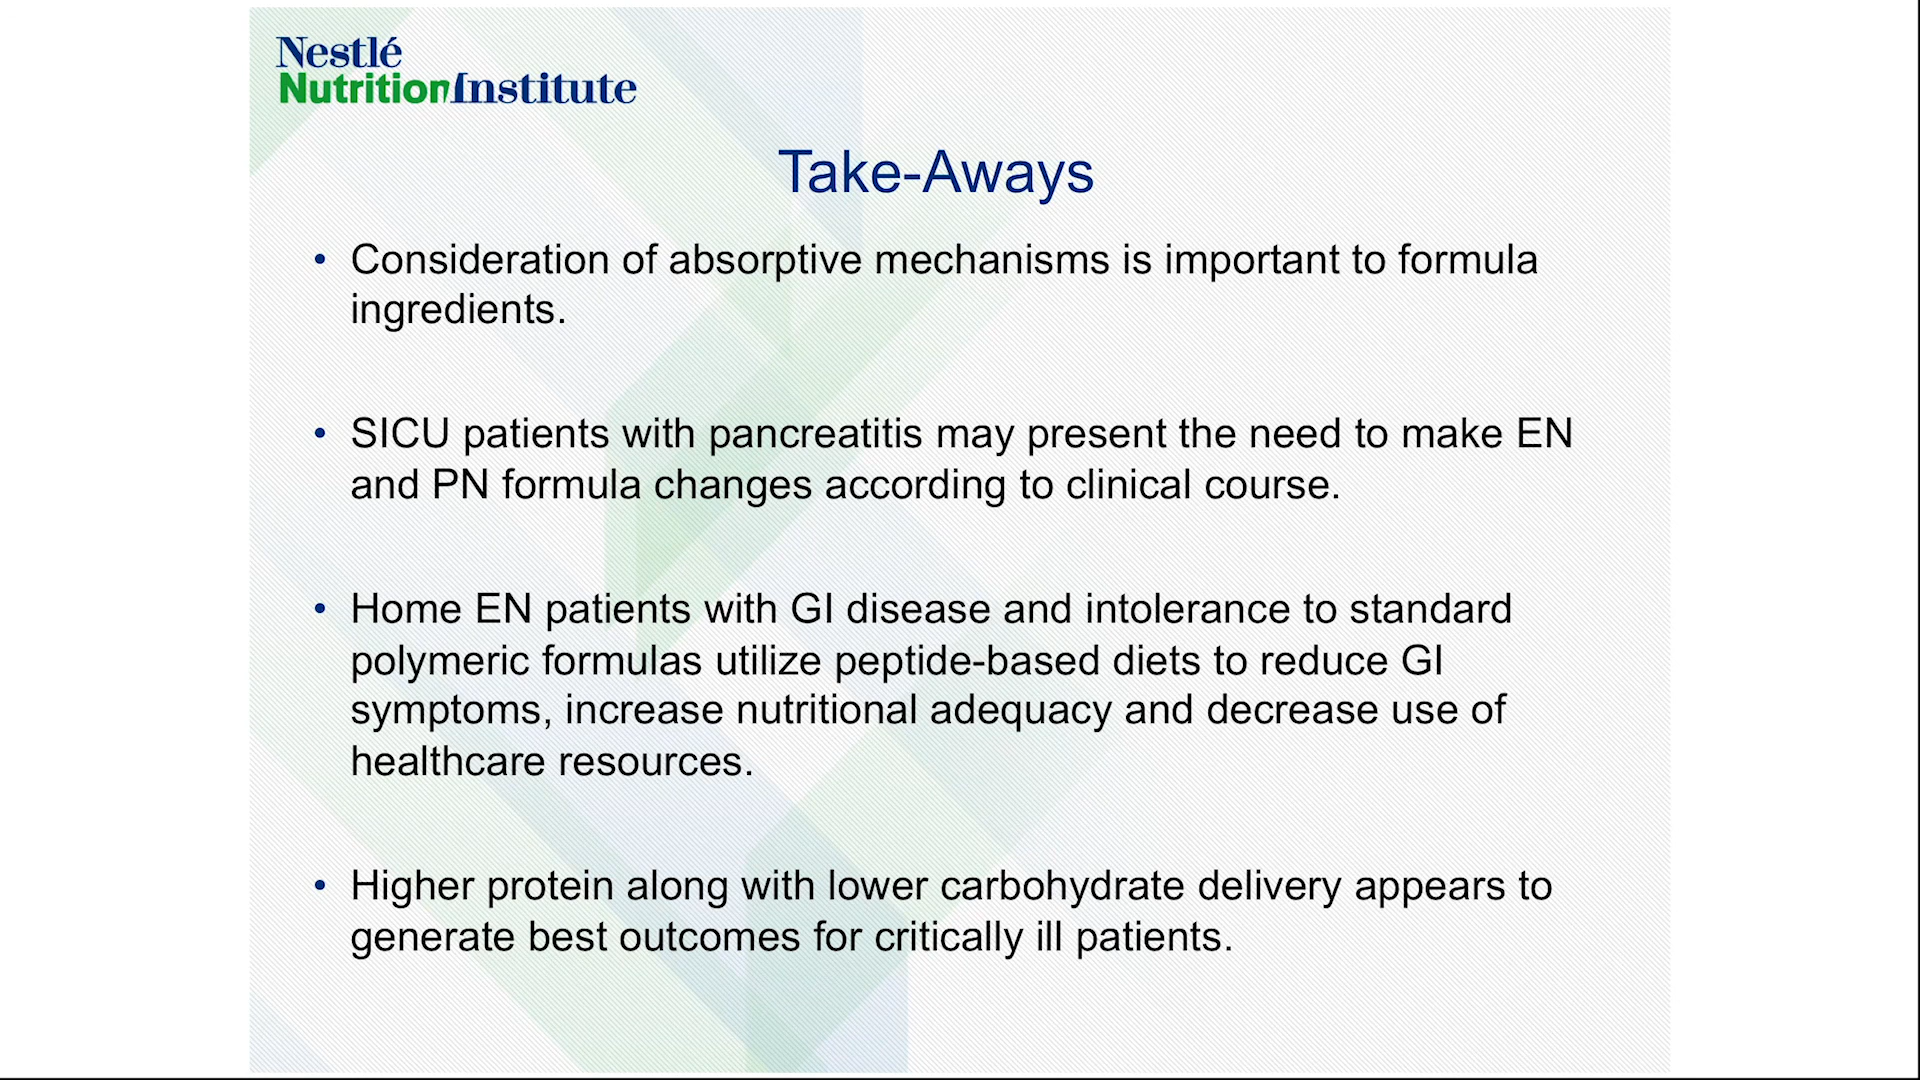 Nestlé
NutritionInstitute
Take-Aways
• Consideration of absorptive mechanisms is important to formula
ingredients.
• SICU patients with pancreatitis may present the need to make EN
and PN formula changes according to clinical course.
• Home EN patients with GI disease and intolerance to standard
polymeric formulas utilize peptide-based diets to reduce GI
symptoms, increase nutritional adequacy and decrease use of
healthcare resources.
• Higher protein along with lower carbohydrate delivery appears to
generate best outcomes for critically ill patients.